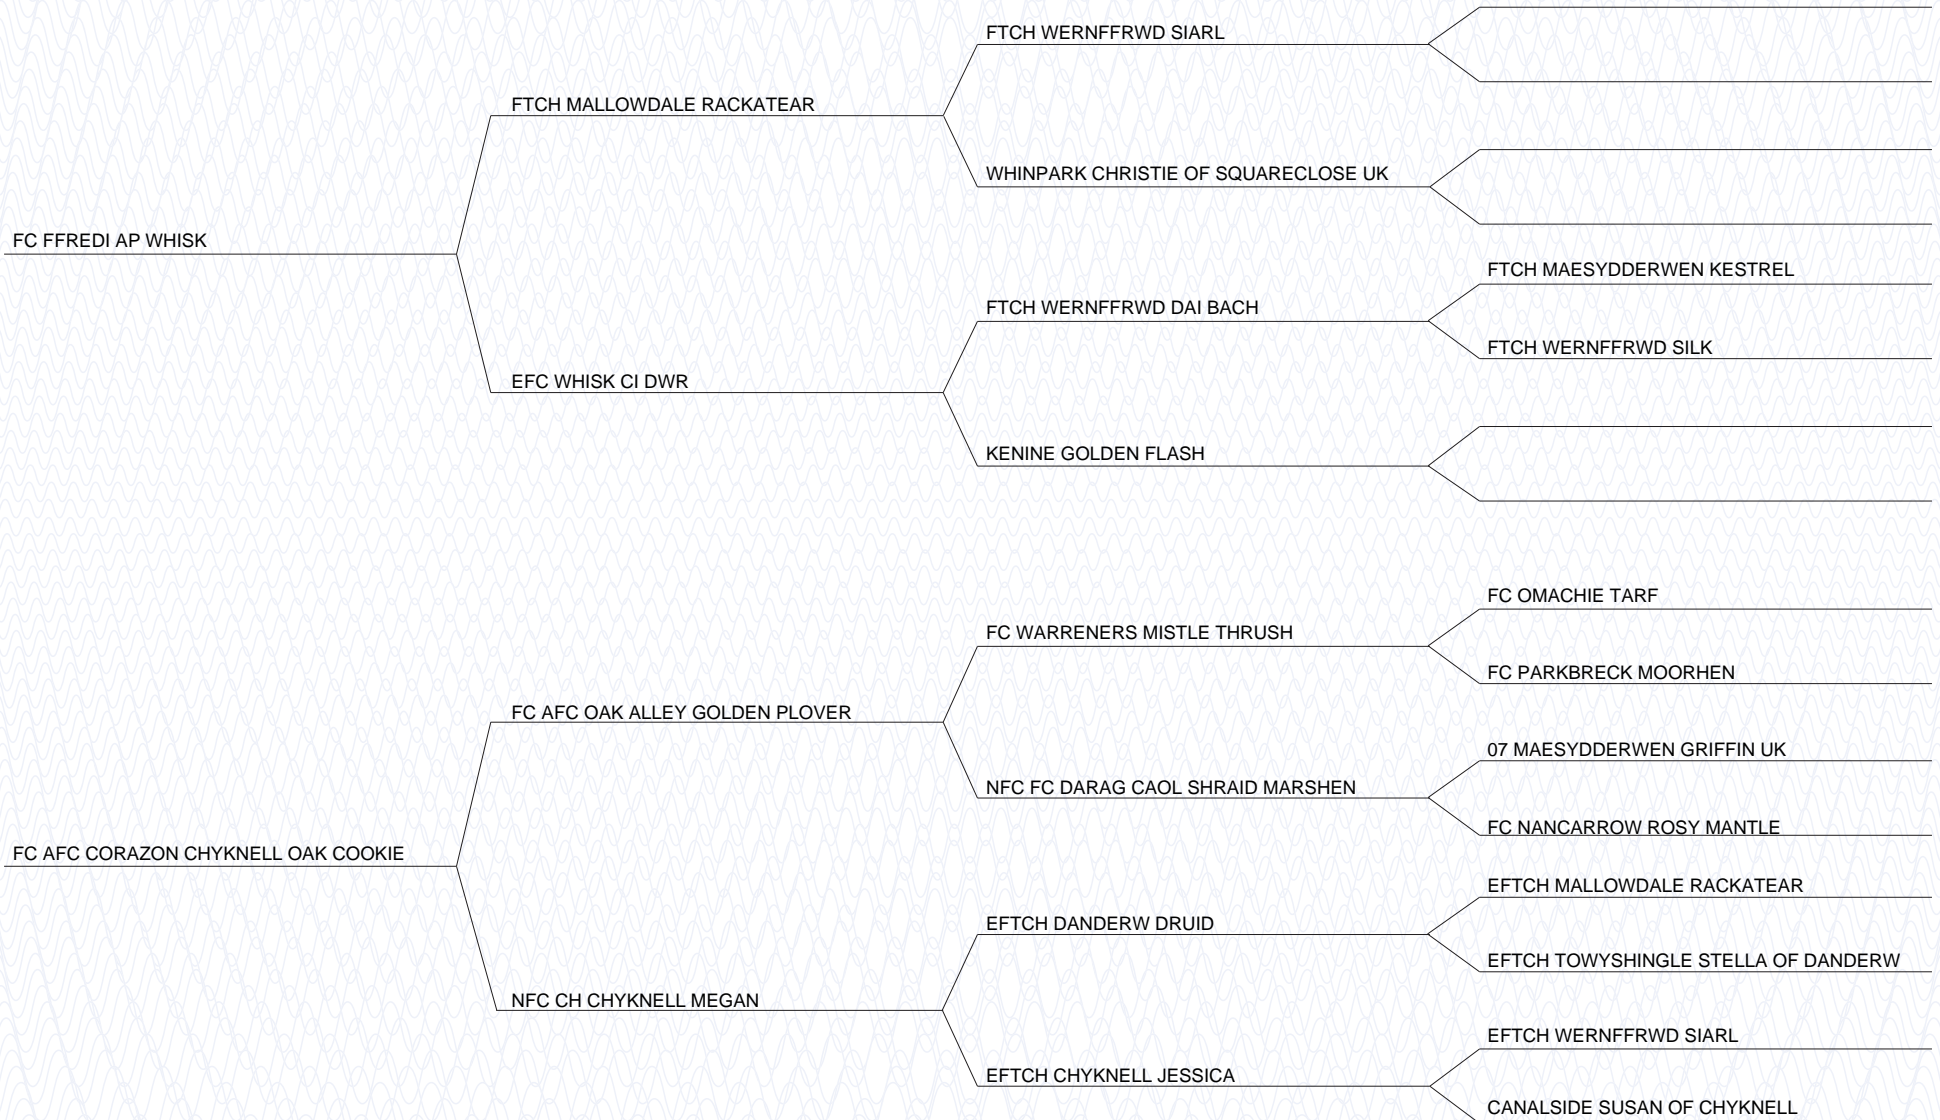 FTCH WERNFFRWD SIARL
FTCH MALLOWDALE RACKATEAR
WHINPARK CHRISTIE OF SQUARECLOSE UK
FC FFREDI AP WHISK
FTCH MAESYDDERWEN KESTREL
FTCH WERNFFRWD DAI BACH
FTCH WERNFFRWD SILK
EFC WHISK CI DWR
KENINE GOLDEN FLASH
FC OMACHIE TARF
FC WARRENERS MISTLE THRUSH
FC PARKBRECK MOORHEN
FC AFC OAK ALLEY GOLDEN PLOVER
07 MAESYDDERWEN GRIFFIN UK
NFC FC DARAG CAOL SHRAID MARSHEN
FC NANCARROW ROSY MANTLE
FC AFC CORAZON CHYKNELL OAK COOKIE
EFTCH MALLOWDALE RACKATEAR
EFTCH DANDERW DRUID
EFTCH TOWYSHINGLE STELLA OF DANDERW
NFC CH CHYKNELL MEGAN
EFTCH WERNFFRWD SIARL
EFTCH CHYKNELL JESSICA
CANALSIDE SUSAN OF CHYKNELL